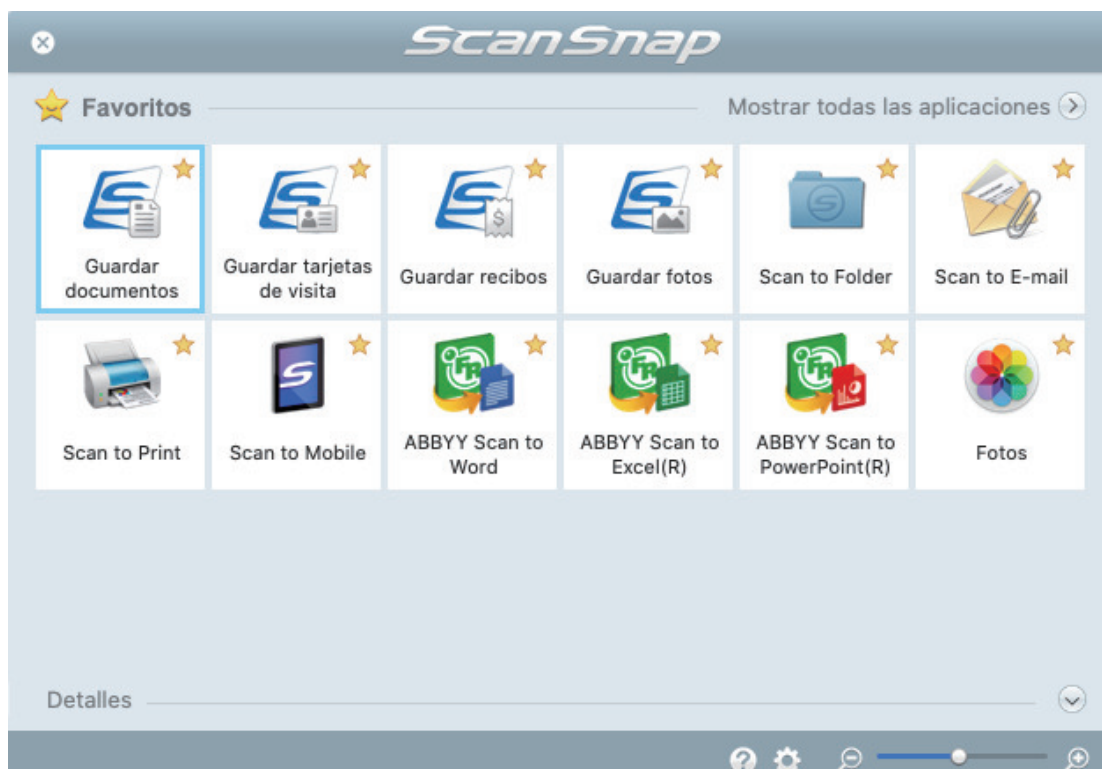 ScanSnap
Favoritos
Mostrar todas las aplicaciones
Guardar
documentos
Guardar tarjetas
de visita
Guardar recibos
Guardar fotos
Scan to Folder
Scan to E-mail
Scan to Print
Scan to Mobile
ABBYY Scan to
Word
ABBYY Scan to
Excel(R)
ABBYY Scan to
PowerPoint(R)
Fotos
Detalles